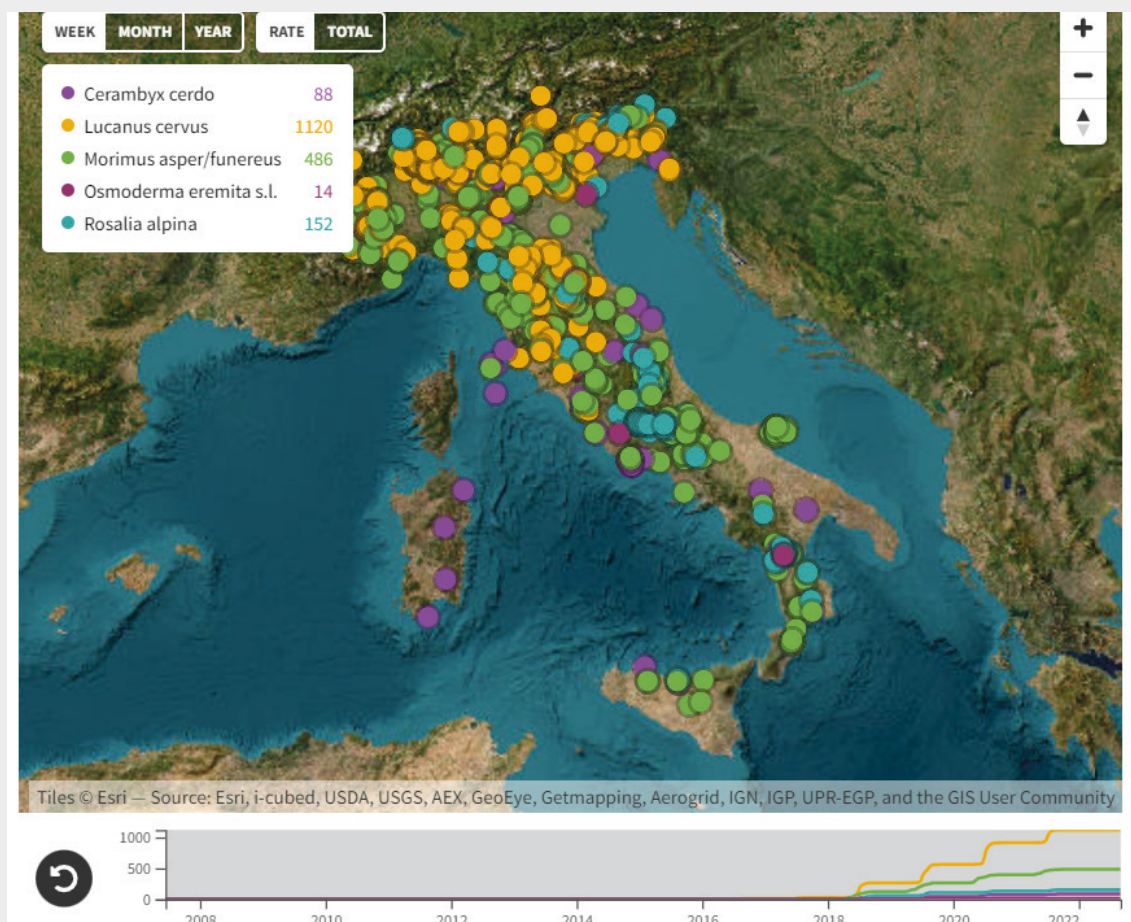 WEEK MONTH YEAR RATE TOTAL
Cerambyx cerdo 88
Lucanus cervus 1120
Morimus asper/funereus 486
Osmoderma eremita s.l. 14
Rosalia alpina 152
Tiles © Esri — Source: Esri, i-cubed, USDA, USGS, AEX, GeoEye, Getmapping, Aerogrid, IGN, IGP, UPR-EGP, and the GIS User Community
1000
500
0
2008 2010 2012 2014 2016 2018 2020 2022